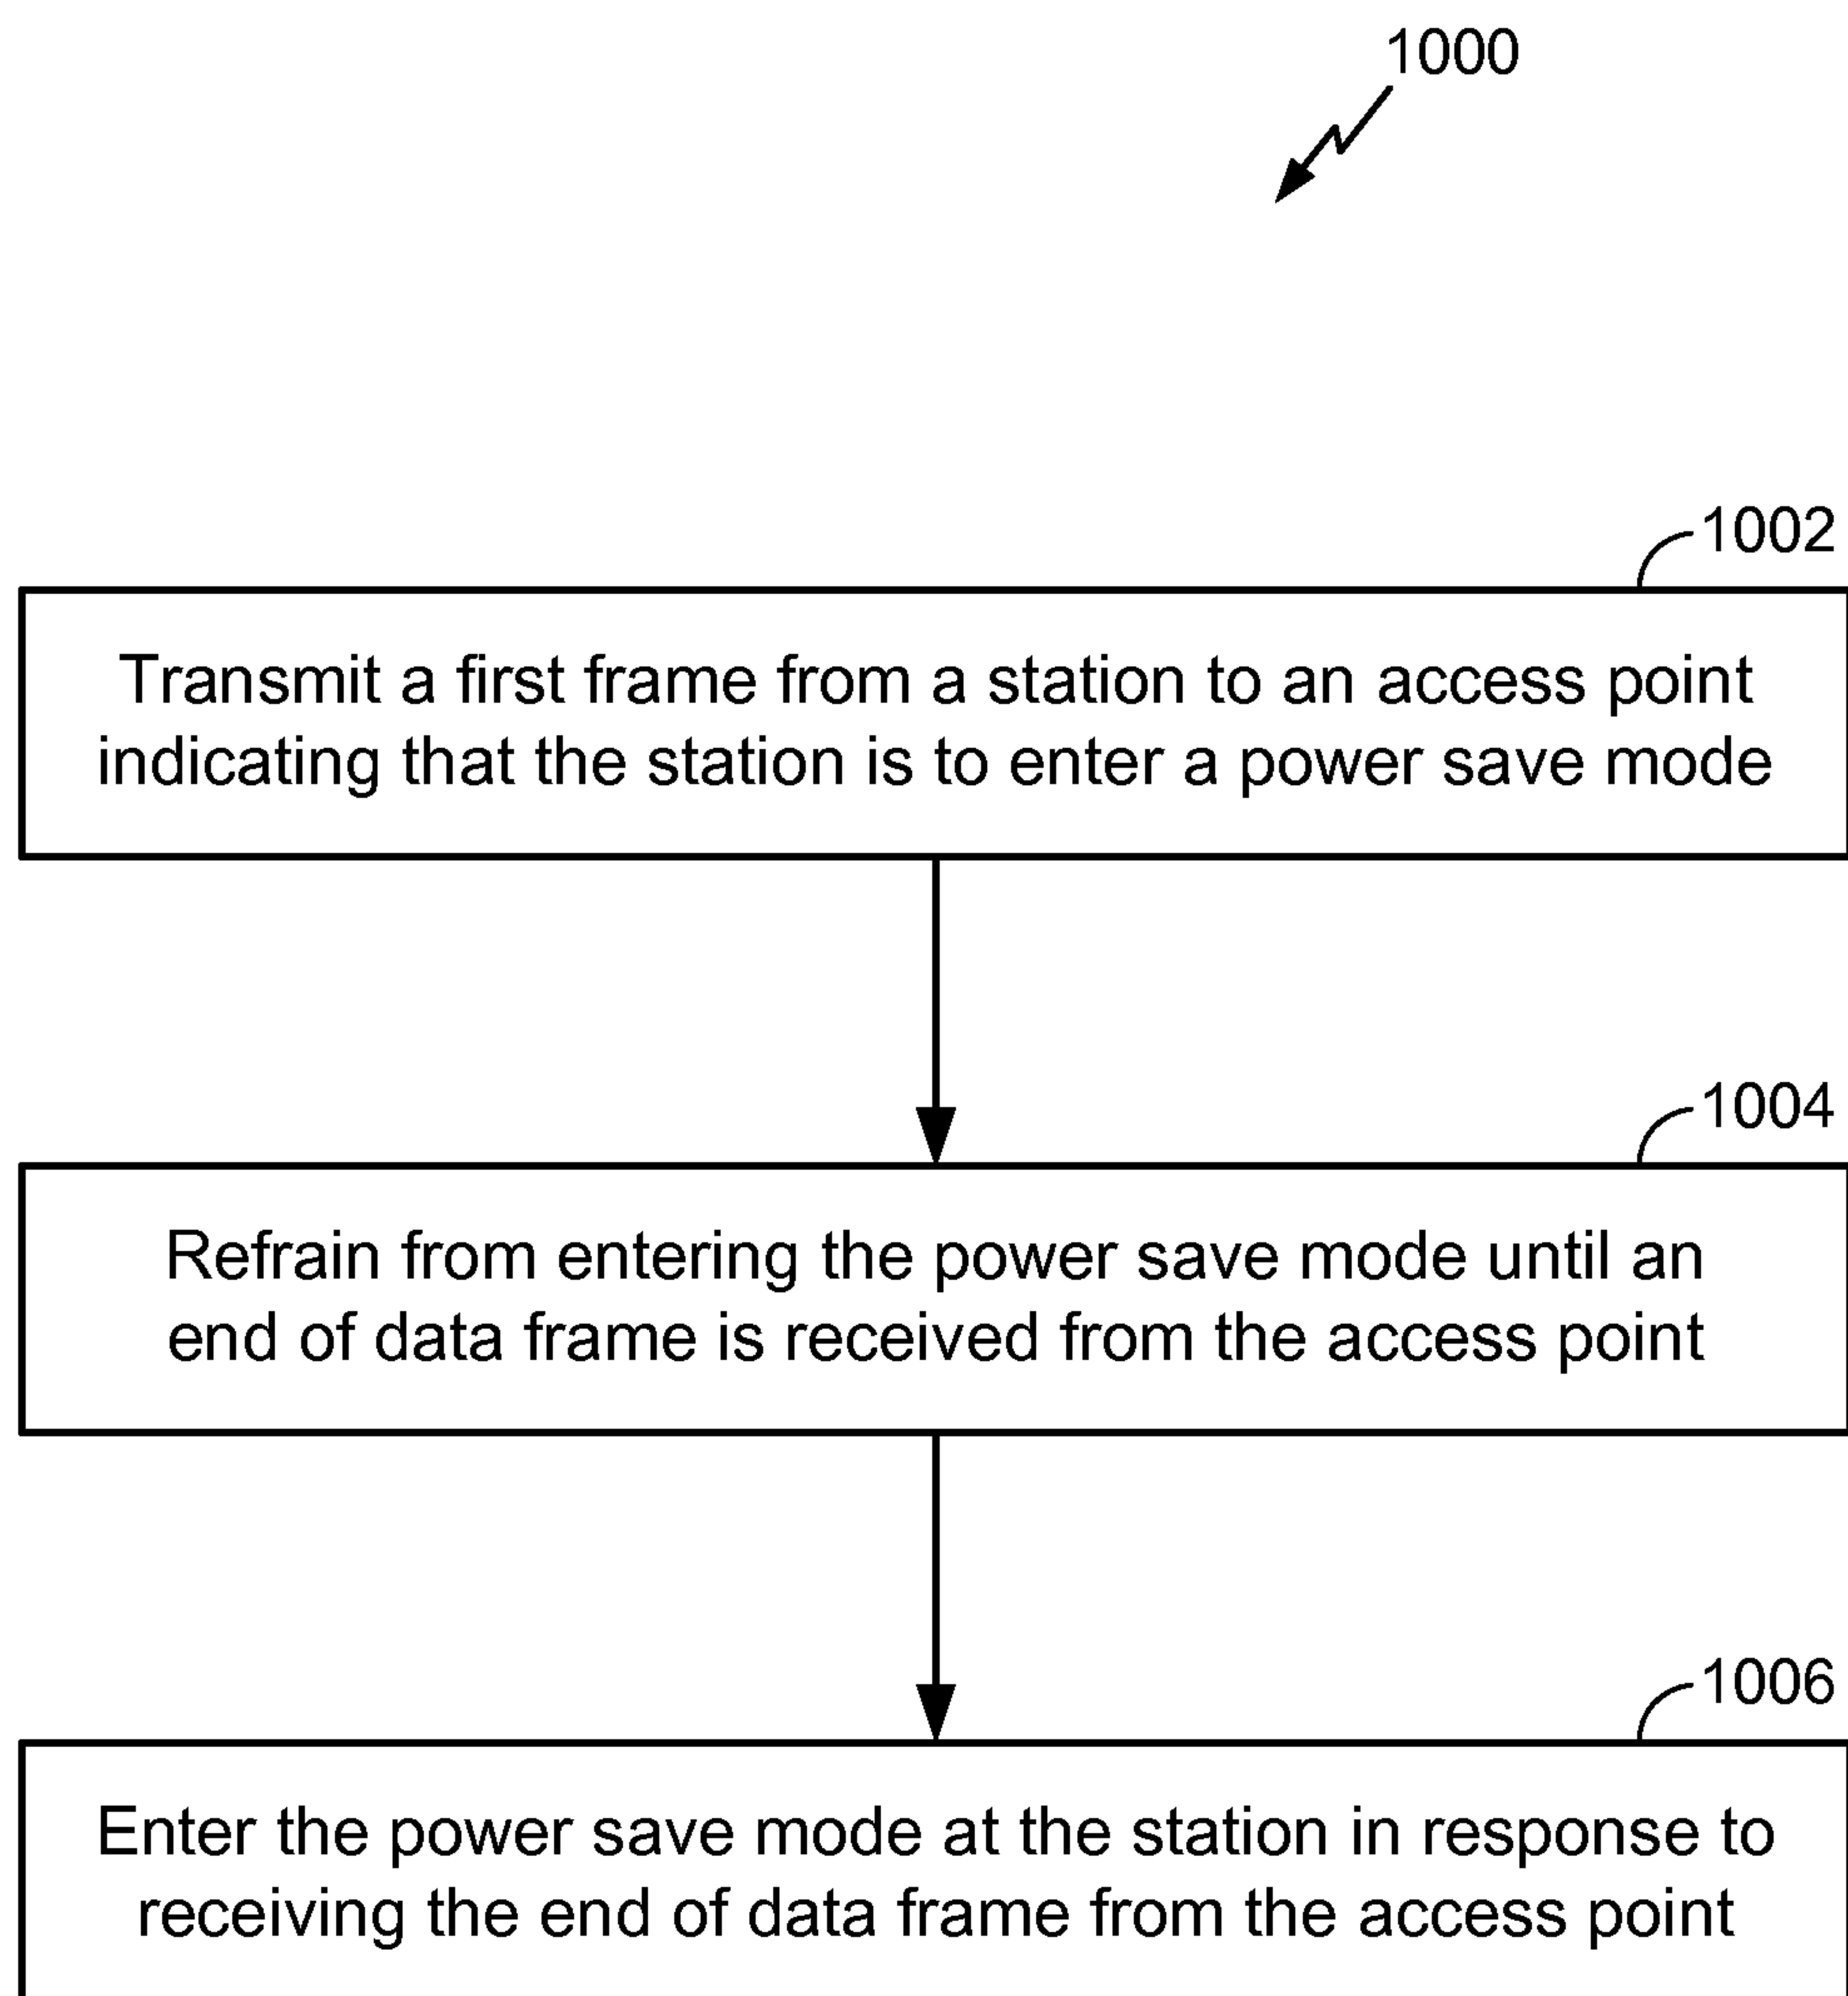 1000
1002
Transmit a first frame from a station to an access point
indicating that the station is to enter a power save mode
1004
Refrain from entering the power save mode until an
end of data frame is received from the access point
1006
Enter the power save mode at the station in response to
receiving the end of data frame from the access point